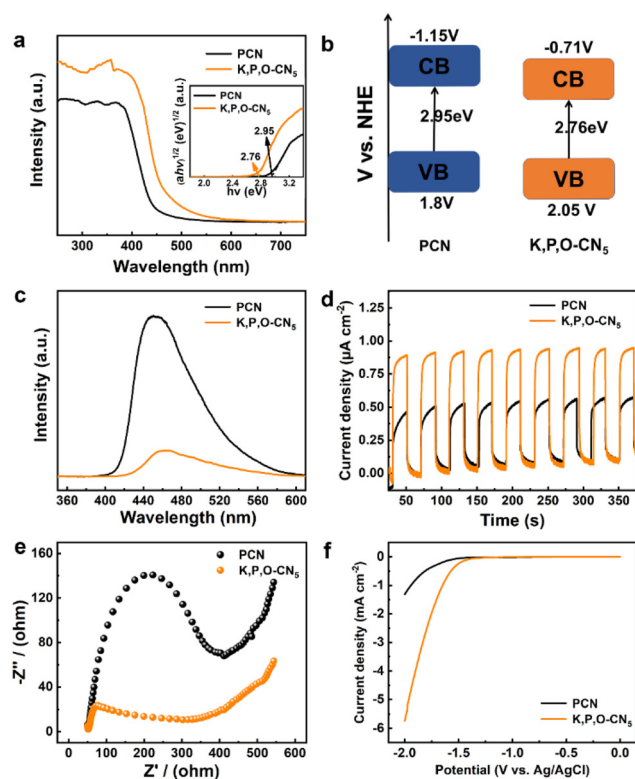 a
Intensity (a.u.)
PCN
K,P,O-CN₅
(ahv)¹/² (eV)¹/² (a.u.)
PCN
K,P,O-CN₅
2.95
2.76
2.0 2.4 2.8 3.2
hv (eV)
300 400 500 600 700
Wavelength (nm)
b
V vs. NHE
-1.15V
CB
2.95eV
VB
1.8V
PCN
-0.71V
CB
2.76eV
VB
2.05 V
K,P,O-CN₅
c
Intensity (a.u.)
PCN
K,P,O-CN₅
360 400 440 480 520 560 600
Wavelength (nm)
d
Current density (µA cm⁻²)
1.25
1.00
0.75
0.50
0.25
0.00
PCN
K,P,O-CN₅
50 100 150 200 250 300 350
Time (s)
e
-Z'' / (ohm)
160
120
80
40
0
PCN
K,P,O-CN₅
0 100 200 300 400 500 600
Z' / (ohm)
f
Current density (mA cm⁻²)
0
-1
-2
-3
-4
-5
-6
PCN
K,P,O-CN₅
-2.0 -1.5 -1.0 -0.5 0.0
Potential (V vs. Ag/AgCl)